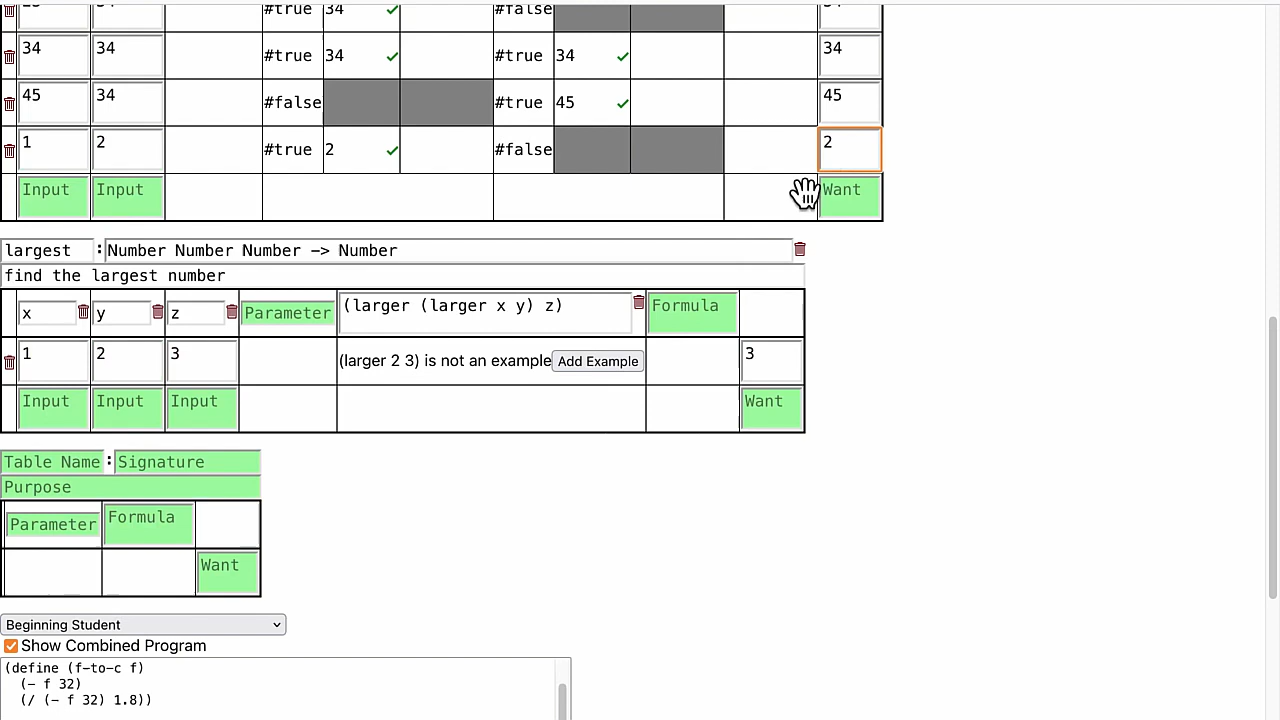 #true 34 ✓ #false
34 34 #true 34 ✓ #true 34 ✓ 34
45 34 #false #true 45 ✓ 45
1 2 #true 2 ✓ #false 2
Input Input Want
largest : Number Number Number -> Number
find the largest number
x y z Parameter (larger (larger x y) z) Formula
1 2 3 (larger 2 3) is not an example Add Example 3
Input Input Input Want
Table Name : Signature
Purpose
Parameter Formula
Want
Beginning Student
Show Combined Program
(define (f-to-c f)
(- f 32)
(/ (- f 32) 1.8))